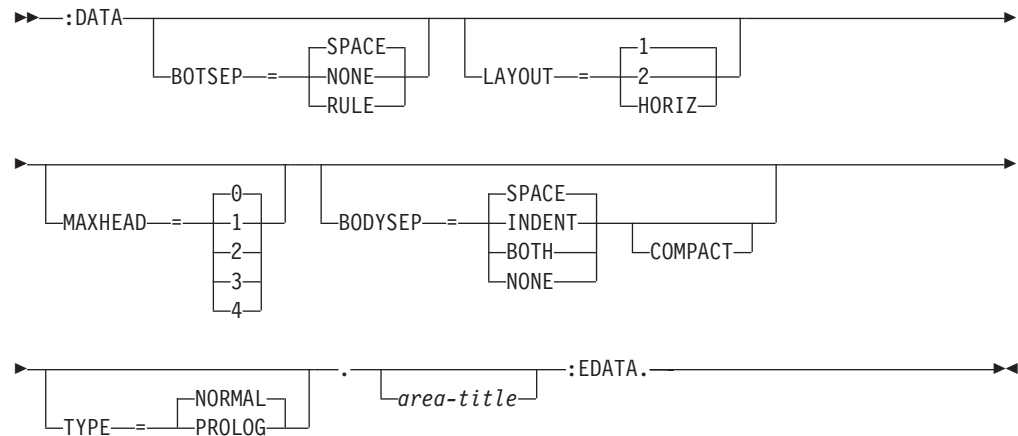 :DATA
SPACE
BOTSEP = NONE
RULE
1
LAYOUT = 2
HORIZ
0
MAXHEAD = 1
2
3
4
SPACE
BODYSEP = INDENT
BOTH
NONE
COMPACT
NORMAL
TYPE = PROLOG
.
area-title
:EDATA.